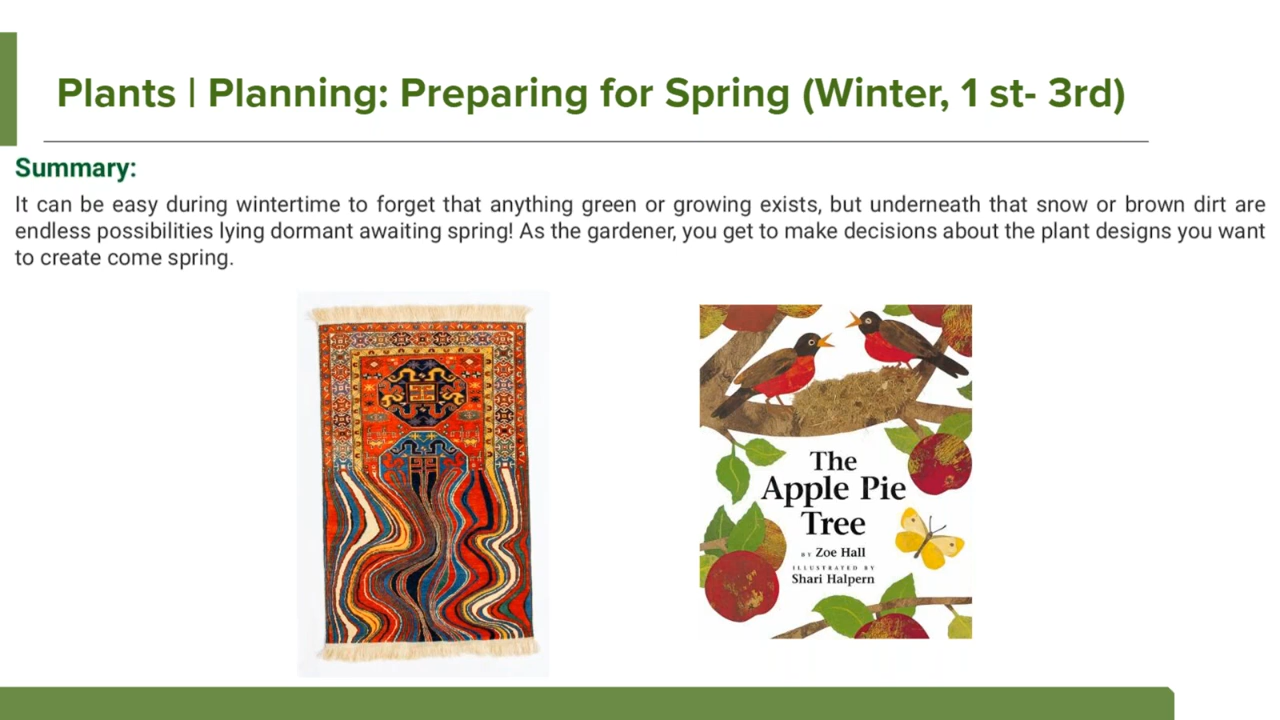 Plants | Planning: Preparing for Spring (Winter, 1 st- 3rd)
Summary:
It can be easy during wintertime to forget that anything green or growing exists, but underneath that snow or brown dirt are
endless possibilities lying dormant awaiting spring! As the gardener, you get to make decisions about the plant designs you want
to create come spring.
The
Apple Pie
Tree
BY Zoe Hall
ILLUSTRATED BY
Shari Halpern